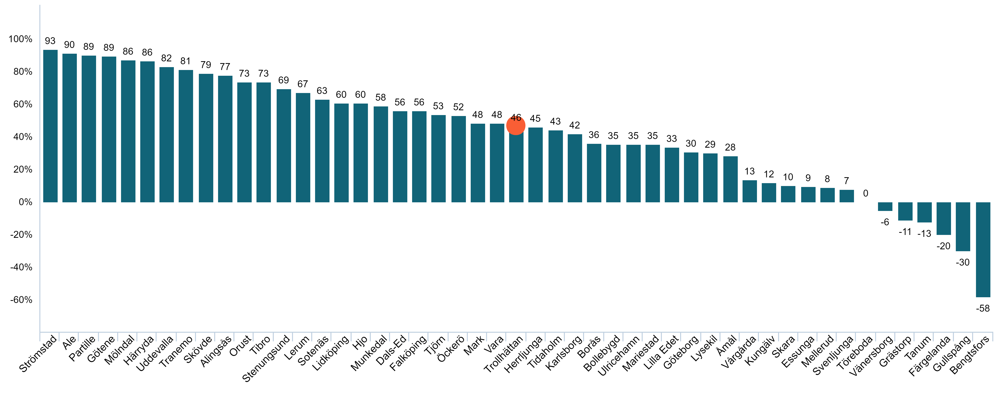 100%
80%
60%
40%
20%
0%
-20%
-40%
-60%
93
90
89
89
86
86
82
81
79
77
73
73
69
67
63
60
60
58
56
56
53
52
48
48
46
45
43
42
36
35
35
35
33
30
29
28
13
12
10
9
8
7
0
-6
-11
-13
-20
-30
-58
Strömstad
Ale
Partille
Götene
Mölndal
Härryda
Uddevalla
Tranemo
Skövde
Alingsås
Orust
Tibro
Stenungsund
Lerum
Sotenäs
Lidköping
Hjo
Munkedal
Dals-Ed
Falköping
Tjörn
Öckerö
Mark
Vara
Trollhättan
Herrljunga
Tidaholm
Karlsborg
Borås
Bollebygd
Ulricehamn
Mariestad
Lilla Edet
Göteborg
Lysekil
Åmål
Vårgårda
Kungälv
Skara
Essunga
Mellerud
Svenljunga
Töreboda
Vänersborg
Grästorp
Tanum
Färgelanda
Gullspång
Bengtsfors